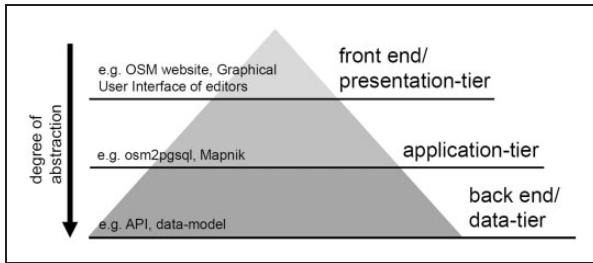 degree of
abstraction
e.g. OSM website, Graphical
User Interface of editors
front end/
presentation-tier
e.g. osm2pgsql, Mapnik
application-tier
e.g. API, data-model
back end/
data-tier